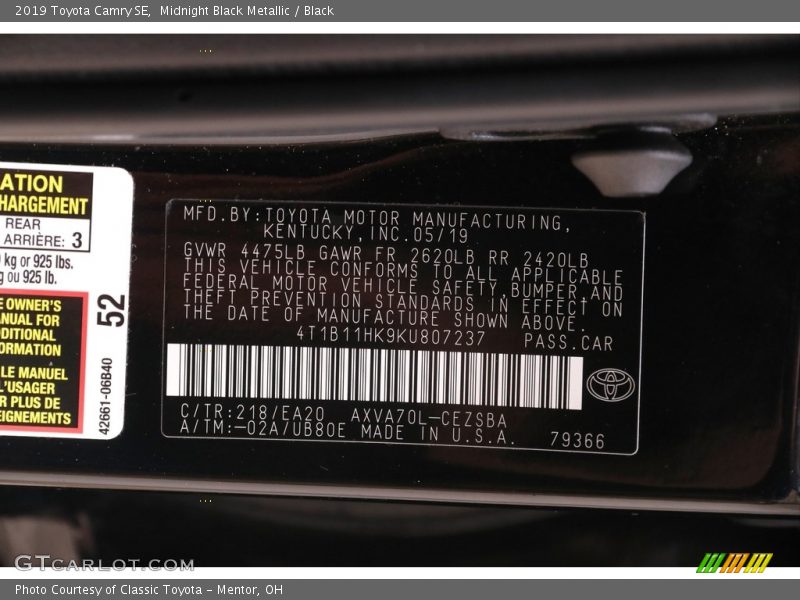 2019 Toyota Camry SE, Midnight Black Metallic / Black
ATION
HARGEMENT
REAR
ARRIÈRE: 3
kg or 925 lbs.
g ou 925 lb.
E OWNER'S
ANUAL FOR
DDITIONAL
ORMATION
LE MANUEL
L'USAGER
R PLUS DE
EIGNEMENTS
52
42661-06B40
MFD.BY:TOYOTA MOTOR MANUFACTURING,
KENTUCKY,INC.05/19
GVWR 4475LB GAWR FR 2620LB RR 2420LB
THIS VEHICLE CONFORMS TO ALL APPLICABLE
FEDERAL MOTOR VEHICLE SAFETY,BUMPER,AND
THEFT PREVENTION STANDARDS IN EFFECT ON
THE DATE OF MANUFACTURE SHOWN ABOVE.
4T1B11HK9KU807237 PASS.CAR
C/TR:218/EA20 AXVA70L-CEZSBA
A/TM:-02A/UB80E MADE IN U.S.A.
79366
GTCARLOT.COM
Photo Courtesy of Classic Toyota - Mentor, OH